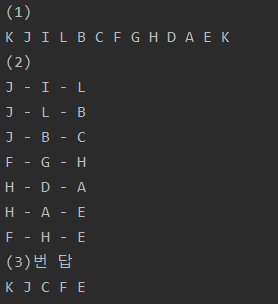 (1)
K J I L B C F G H D A E K
(2)
J - I - L
J - L - B
J - B - C
F - G - H
H - D - A
H - A - E
F - H - E
(3)번 답
K J C F E